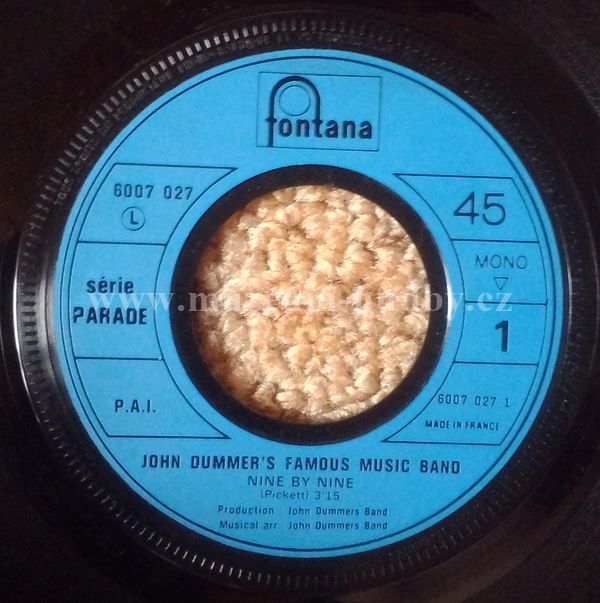 fontana
6007 027
L
série
PARADE
P.A.I.
45
MONO
1
6007 027 1
MADE IN FRANCE
www.muzeum-hudby.cz
JOHN DUMMER'S FAMOUS MUSIC BAND
NINE BY NINE
(Pickett) 3'15
Production : John Dummers Band
Musical arr : John Dummers Band